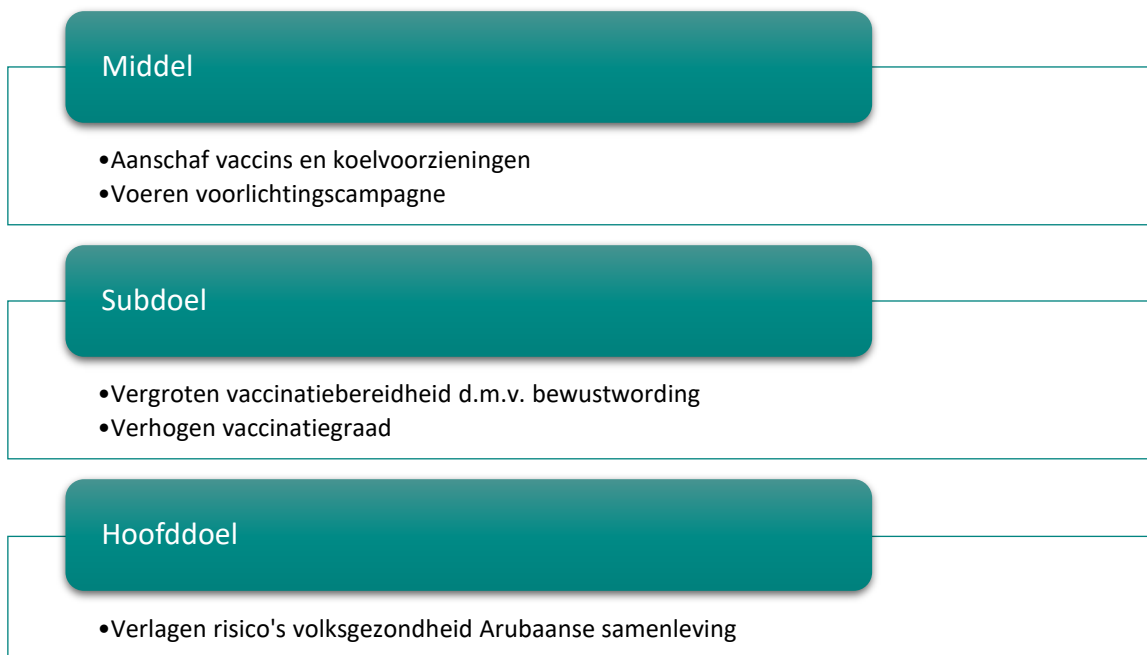 Middel
•Aanschaf vaccins en koelvoorzieningen
•Voeren voorlichtingscampagne
Subdoel
•Vergroten vaccinatiebereidheid d.m.v. bewustwording
•Verhogen vaccinatiegraad
Hoofddoel
•Verlagen risico's volksgezondheid Arubaanse samenleving